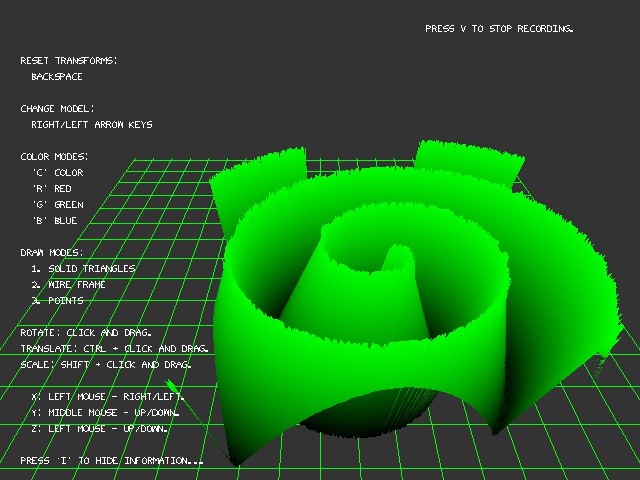 PRESS V TO STOP RECORDING.
RESET TRANSFORMS:
BACKSPACE
CHANGE MODEL:
RIGHT/LEFT ARROW KEYS
COLOR MODES:
'C' COLOR
'R' RED
'G' GREEN
'B' BLUE
DRAW MODES:
1. SOLID TRIANGLES
2. WIRE FRAME
3. POINTS
ROTATE: CLICK AND DRAG.
TRANSLATE: CTRL + CLICK AND DRAG.
SCALE: SHIFT + CLICK AND DRAG.
X: LEFT MOUSE - RIGHT/LEFT.
Y: MIDDLE MOUSE - UP/DOWN.
Z: LEFT MOUSE - UP/DOWN.
PRESS 'I' TO HIDE INFORMATION...